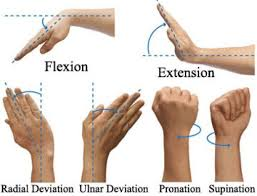 Flexion
Extension
Radial Deviation
Ulnar Deviation
Pronation
Supination